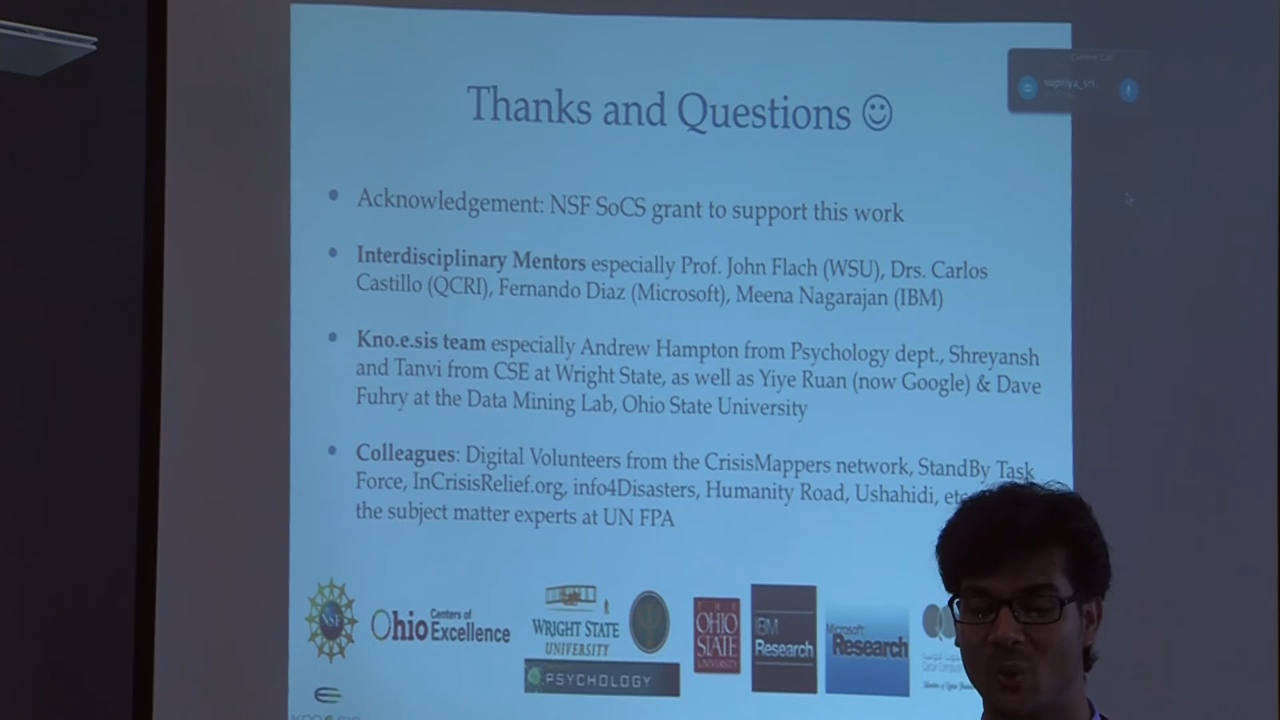 Thanks and Questions ☺
Acknowledgement: NSF SoCS grant to support this work
Interdisciplinary Mentors especially Prof. John Flach (WSU), Drs. Carlos
Castillo (QCRI), Fernando Diaz (Microsoft), Meena Nagarajan (IBM)
Kno.e.sis team especially Andrew Hampton from Psychology dept., Shreyansh
and Tanvi from CSE at Wright State, as well as Yiye Ruan (now Google) & Dave
Fuhry at the Data Mining Lab, Ohio State University
Colleagues: Digital Volunteers from the CrisisMappers network, StandBy Task
Force, InCrisisRelief.org, info4Disasters, Humanity Road, Ushahidi, etc
the subject matter experts at UN FPA
NSF
Ohio Centers of Excellence
WRIGHT STATE
UNIVERSITY
PSYCHOLOGY
THE
OHIO
STATE
UNIVERSITY
IBM
Research
Microsoft
Research